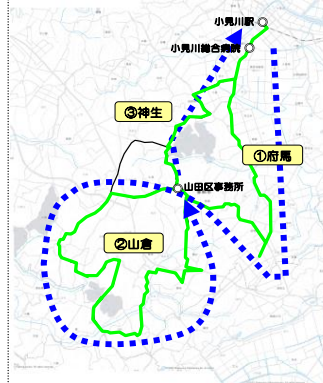 小見川駅
小見川総合病院
③神生
①府馬
山田区事務所
②山倉